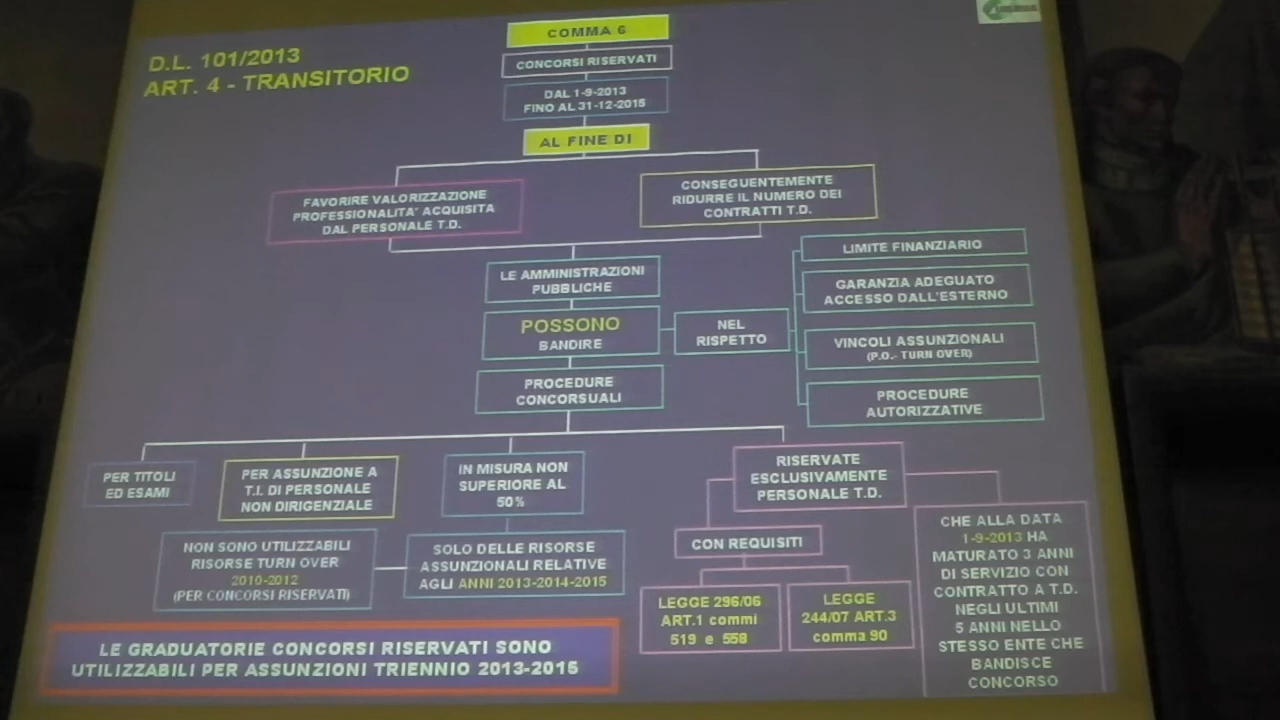 D.L. 101/2013
ART. 4 - TRANSITORIO
COMMA 6
CONCORSI RISERVATI
DAL 1-9-2013
FINO AL 31-12-2015
AL FINE DI
FAVORIRE VALORIZZAZIONE
PROFESSIONALITA' ACQUISITA
DAL PERSONALE T.D.
CONSEGUENTEMENTE
RIDURRE IL NUMERO DEI
CONTRATTI T.D.
LE AMMINISTRAZIONI
PUBBLICHE
POSSONO
BANDIRE
NEL
RISPETTO
LIMITE FINANZIARIO
GARANZIA ADEGUATO
ACCESSO DALL'ESTERNO
VINCOLI ASSUNZIONALI
(P.O.- TURN OVER)
PROCEDURE
AUTORIZZATIVE
PROCEDURE
CONCORSUALI
PER TITOLI
ED ESAMI
PER ASSUNZIONE A
T.I. DI PERSONALE
NON DIRIGENZIALE
IN MISURA NON
SUPERIORE AL
50%
RISERVATE
ESCLUSIVAMENTE
PERSONALE T.D.
NON SONO UTILIZZABILI
RISORSE TURN OVER
2010-2012
(PER CONCORSI RISERVATI)
SOLO DELLE RISORSE
ASSUNZIONALI RELATIVE
AGLI ANNI 2013-2014-2015
CON REQUISITI
LEGGE 296/06
ART.1 commi
519 e 558
LEGGE
244/07 ART.3
comma 90
CHE ALLA DATA
1-9-2013 HA
MATURATO 3 ANNI
DI SERVIZIO CON
CONTRATTO A T.D.
NEGLI ULTIMI
5 ANNI NELLO
STESSO ENTE CHE
BANDISCE
CONCORSO
LE GRADUATORIE CONCORSI RISERVATI SONO
UTILIZZABILI PER ASSUNZIONI TRIENNIO 2013-2015